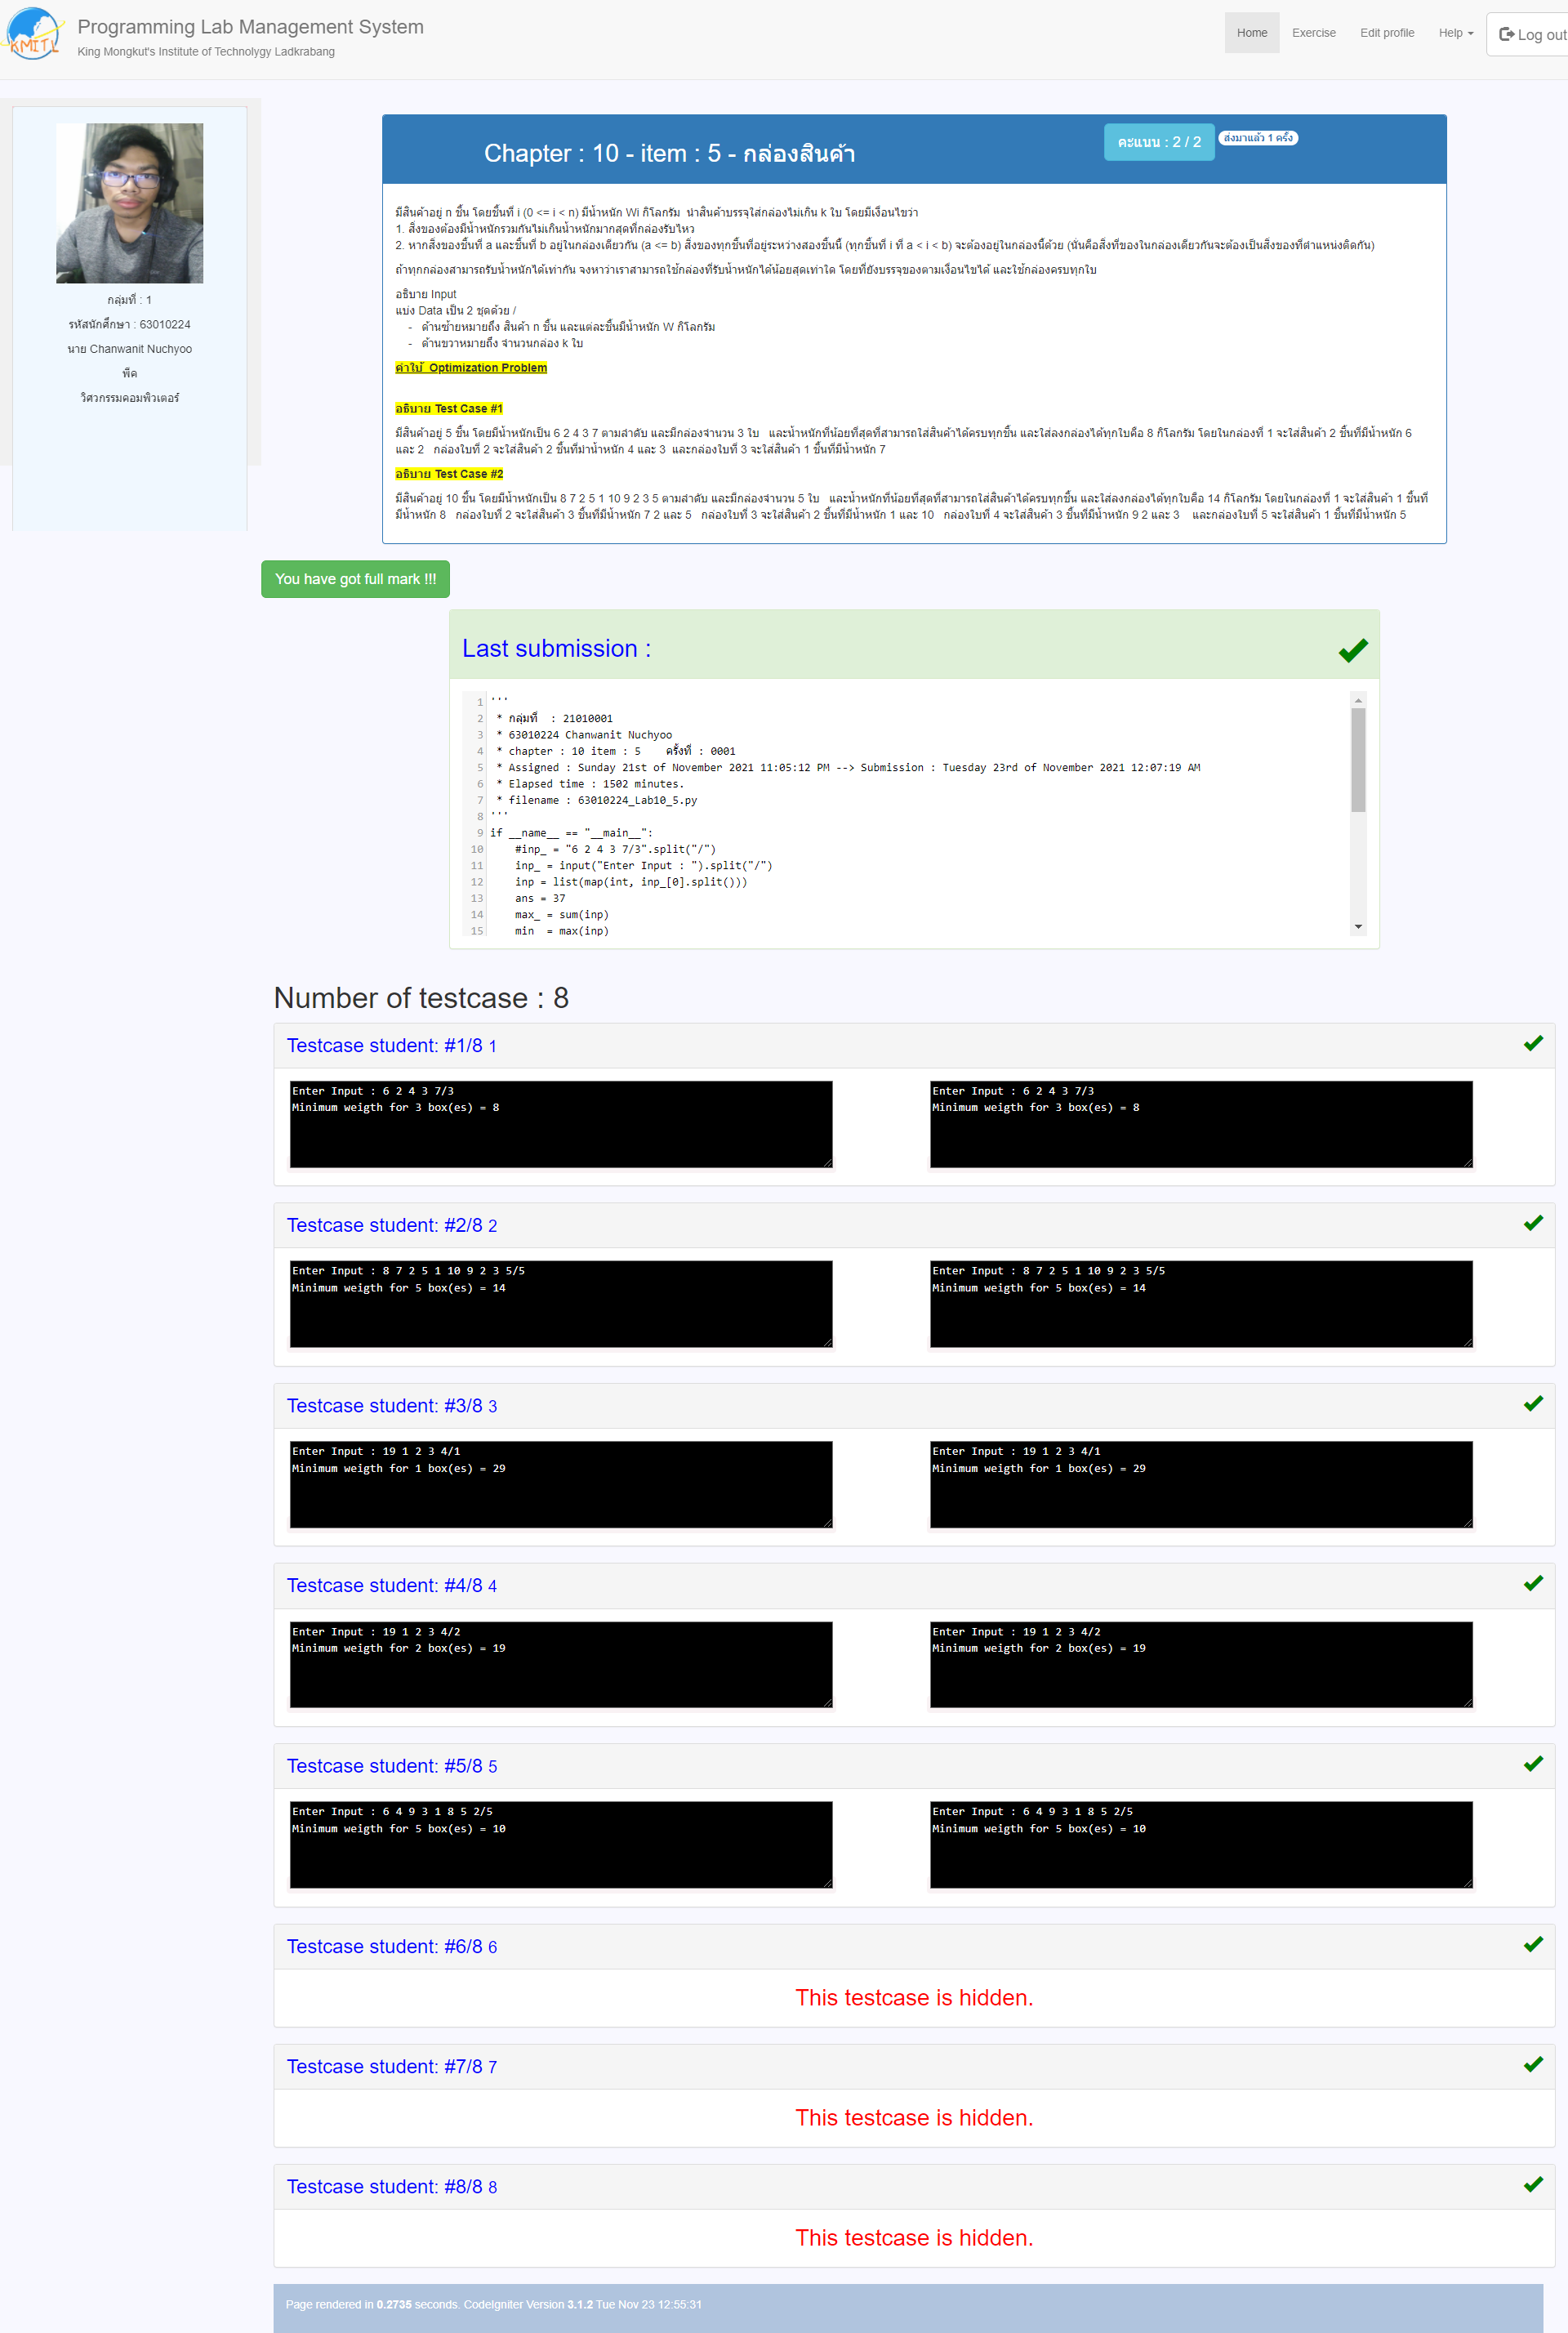 Programming Lab Management System
King Mongkut's Institute of Technolygy Ladkrabang
Home
Exercise
Edit profile
Help
Log out
KMITL
กลุ่มที่ : 1
รหัสนักศึกษา : 63010224
นาย Chanwanit Nuchyoo
พีค
วิศวกรรมคอมพิวเตอร์
Chapter : 10 - item : 5 - กล่องสินค้า
คะแนน : 2 / 2
ส่งมาแล้ว 1 ครั้ง
มีสินค้าอยู่ n ชิ้น โดยชิ้นที่ i (0 <= i < n) มีน้ำหนัก Wi กิโลกรัม นำสินค้าบรรจุใส่กล่องไม่เกิน k ใบ โดยมีเงื่อนไขว่า
1. สิ่งของต้องมีน้ำหนักรวมกันไม่เกินน้ำหนักมากสุดที่กล่องรับไหว
2. หากสิ่งของชิ้นที่ a และชิ้นที่ b อยู่ในกล่องเดียวกัน (a <= b) สิ่งของทุกชิ้นที่อยู่ระหว่างสองชิ้นนี้ (ทุกชิ้นที่ i ที่ a < i < b) จะต้องอยู่ในกล่องนี้ด้วย (นั่นคือสิ่งที่ของในกล่องเดียวกันจะต้องเป็นสิ่งของที่ตำแหน่งติดกัน)
ถ้าทุกกล่องสามารถรับน้ำหนักได้เท่ากัน จงหาว่าเราสามารถใช้กล่องที่รับน้ำหนักได้น้อยสุดเท่าใด โดยที่ยังบรรจุของตามเงื่อนไขได้ และใช้กล่องครบทุกใบ
อธิบาย Input
แบ่ง Data เป็น 2 ชุดด้วย /
- ด้านซ้ายหมายถึง สินค้า n ชิ้น และแต่ละชิ้นมีน้ำหนัก W กิโลกรัม
- ด้านขวาหมายถึง จำนวนกล่อง k ใบ
คำใบ้ Optimization Problem
อธิบาย Test Case #1
มีสินค้าอยู่ 5 ชิ้น โดยมีน้ำหนักเป็น 6 2 4 3 7 ตามลำดับ และมีกล่องจำนวน 3 ใบ และน้ำหนักที่น้อยที่สุดที่สามารถใส่สินค้าได้ครบทุกชิ้น และใส่ลงกล่องได้ทุกใบคือ 8 กิโลกรัม โดยในกล่องที่ 1 จะใส่สินค้า 2 ชิ้นที่มีน้ำหนัก 6
และ 2 กล่องใบที่ 2 จะใส่สินค้า 2 ชิ้นที่มำน้ำหนัก 4 และ 3 และกล่องใบที่ 3 จะใส่สินค้า 1 ชิ้นที่มีน้ำหนัก 7
อธิบาย Test Case #2
มีสินค้าอยู่ 10 ชิ้น โดยมีน้ำหนักเป็น 8 7 2 5 1 10 9 2 3 5 ตามลำดับ และมีกล่องจำนวน 5 ใบ และน้ำหนักที่น้อยที่สุดที่สามารถใส่สินค้าได้ครบทุกชิ้น และใส่ลงกล่องได้ทุกใบคือ 14 กิโลกรัม โดยในกล่องที่ 1 จะใส่สินค้า 1 ชิ้นที่
มีน้ำหนัก 8 กล่องใบที่ 2 จะใส่สินค้า 3 ชิ้นที่มีน้ำหนัก 7 2 และ 5 กล่องใบที่ 3 จะใส่สินค้า 2 ชิ้นที่มีน้ำหนัก 1 และ 10 กล่องใบที่ 4 จะใส่สินค้า 3 ชิ้นที่มีน้ำหนัก 9 2 และ 3 และกล่องใบที่ 5 จะใส่สินค้า 1 ชิ้นที่มีน้ำหนัก 5
You have got full mark !!!
Last submission :
1 '''
2 * กลุ่มที่ : 21010001
3 * 63010224 Chanwanit Nuchyoo
4 * chapter : 10 item : 5 ครั้งที่ : 0001
5 * Assigned : Sunday 21st of November 2021 11:05:12 PM --> Submission : Tuesday 23rd of November 2021 12:07:19 AM
6 * Elapsed time : 1502 minutes.
7 * filename : 63010224_Lab10_5.py
8 '''
9 if __name__ == "__main__":
10 #inp_ = "6 2 4 3 7/3".split("/")
11 inp_ = input("Enter Input : ").split("/")
12 inp = list(map(int, inp_[0].split()))
13 ans = 37
14 max_ = sum(inp)
15 min_ = max(inp)
Number of testcase : 8
Testcase student: #1/8 1
Enter Input : 6 2 4 3 7/3
Minimum weigth for 3 box(es) = 8
Enter Input : 6 2 4 3 7/3
Minimum weigth for 3 box(es) = 8
Testcase student: #2/8 2
Enter Input : 8 7 2 5 1 10 9 2 3 5/5
Minimum weigth for 5 box(es) = 14
Enter Input : 8 7 2 5 1 10 9 2 3 5/5
Minimum weigth for 5 box(es) = 14
Testcase student: #3/8 3
Enter Input : 19 1 2 3 4/1
Minimum weigth for 1 box(es) = 29
Enter Input : 19 1 2 3 4/1
Minimum weigth for 1 box(es) = 29
Testcase student: #4/8 4
Enter Input : 19 1 2 3 4/2
Minimum weigth for 2 box(es) = 19
Enter Input : 19 1 2 3 4/2
Minimum weigth for 2 box(es) = 19
Testcase student: #5/8 5
Enter Input : 6 4 9 3 1 8 5 2/5
Minimum weigth for 5 box(es) = 10
Enter Input : 6 4 9 3 1 8 5 2/5
Minimum weigth for 5 box(es) = 10
Testcase student: #6/8 6
This testcase is hidden.
Testcase student: #7/8 7
This testcase is hidden.
Testcase student: #8/8 8
This testcase is hidden.
Page rendered in 0.2735 seconds. CodeIgniter Version 3.1.2 Tue Nov 23 12:55:31